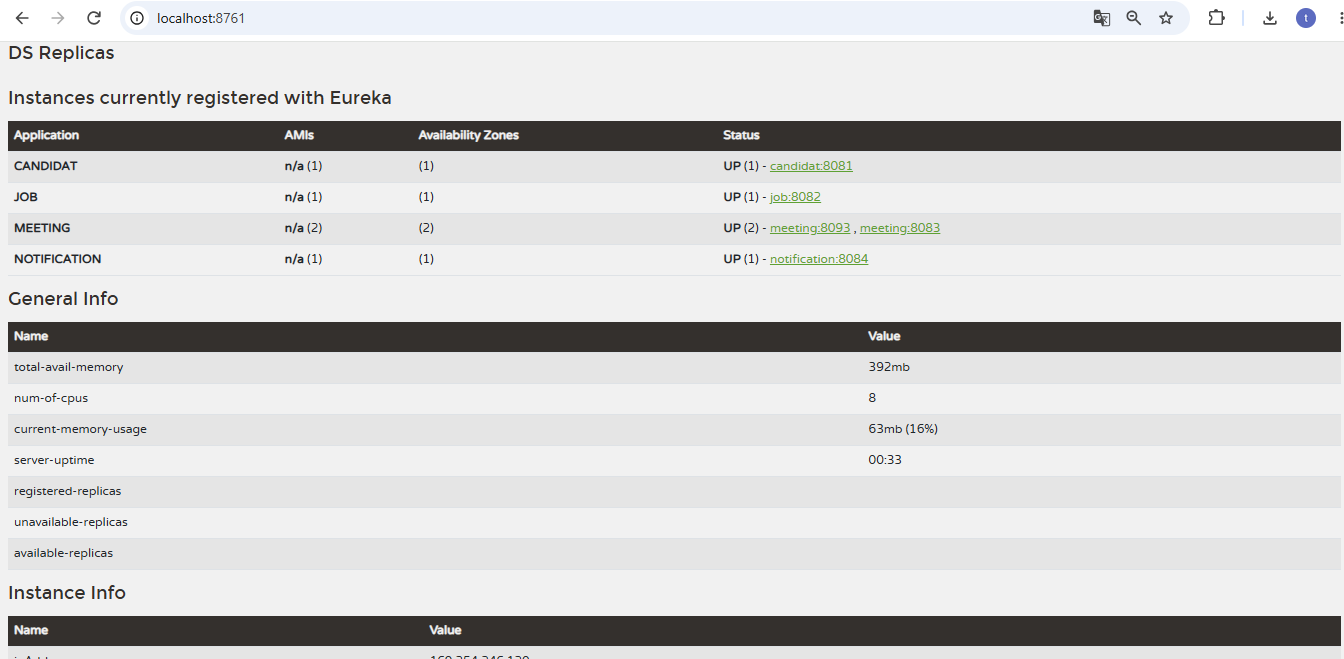 localhost:8761
t
DS Replicas
Instances currently registered with Eureka
Application AMIs Availability Zones Status
CANDIDAT n/a (1) (1) UP (1) - candidat:8081
JOB n/a (1) (1) UP (1) - job:8082
MEETING n/a (2) (2) UP (2) - meeting:8093 , meeting:8083
NOTIFICATION n/a (1) (1) UP (1) - notification:8084
General Info
Name Value
total-avail-memory 392mb
num-of-cpus 8
current-memory-usage 63mb (16%)
server-uptime 00:33
registered-replicas
unavailable-replicas
available-replicas
Instance Info
Name Value